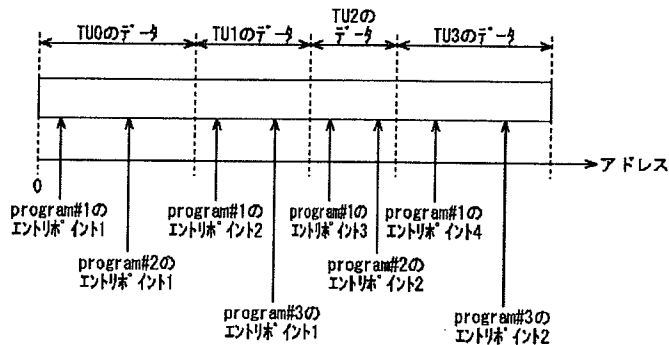 TU0のデータ
TU1のデータ
TU2の
データ
TU3のデータ
0
アドレス
program#1の
エントリポイント1
program#1の
エントリポイント2
program#1の
エントリポイント3
program#1の
エントリポイント4
program#2の
エントリポイント1
program#2の
エントリポイント2
program#3の
エントリポイント1
program#3の
エントリポイント2